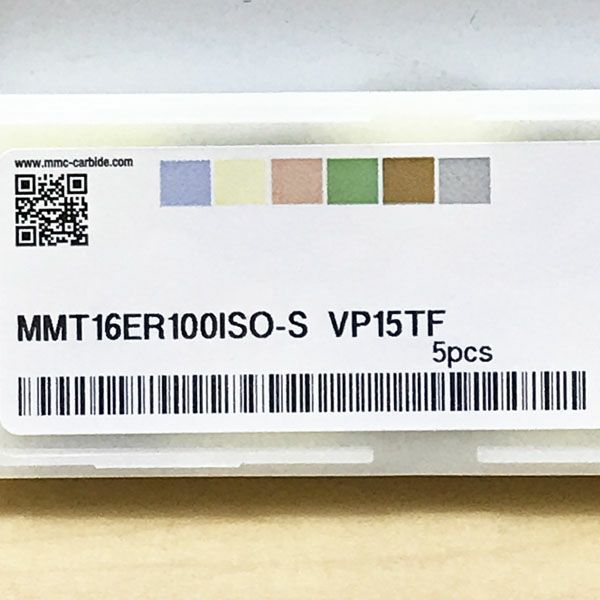 www.mmc-carbide.com
MMT16ER100ISO-S VP15TF
5pcs